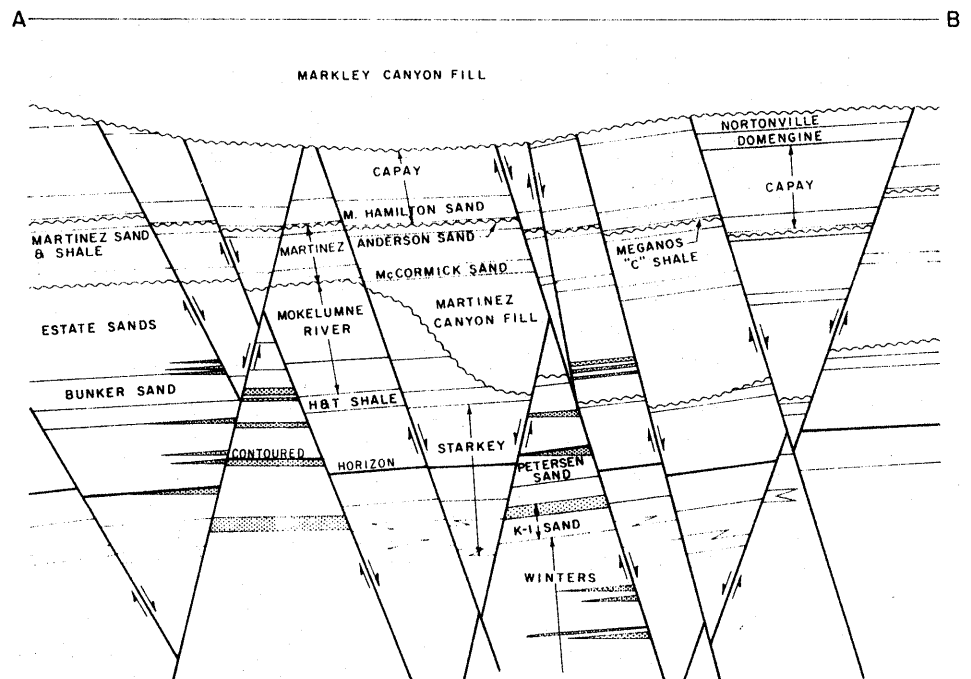 A B
MARKLEY CANYON FILL
NORTONVILLE
DOMENGINE
CAPAY
CAPAY
M. HAMILTON SAND
MARTINEZ SAND
& SHALE
MARTINEZ
ANDERSON SAND
MEGANOS
"C" SHALE
McCORMICK SAND
ESTATE SANDS
MOKELUMNE
RIVER
MARTINEZ
CANYON FILL
BUNKER SAND
H&T SHALE
STARKEY
CONTOURED HORIZON
PETERSEN
SAND
K-1 SAND
WINTERS